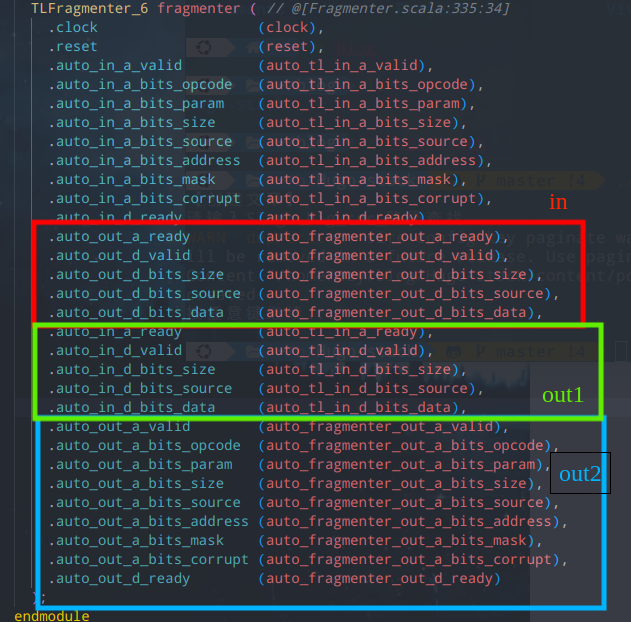 TLFragmenter_6 fragmenter ( // @[Fragmenter.scala:335:34]
.clock (clock),
.reset (reset),
.auto_in_a_valid (auto_tl_in_a_valid),
.auto_in_a_bits_opcode (auto_tl_in_a_bits_opcode),
.auto_in_a_bits_param (auto_tl_in_a_bits_param),
.auto_in_a_bits_size (auto_tl_in_a_bits_size),
.auto_in_a_bits_source (auto_tl_in_a_bits_source),
.auto_in_a_bits_address (auto_tl_in_a_bits_address),
.auto_in_a_bits_mask (auto_tl_in_a_bits_mask),
.auto_in_a_bits_corrupt (auto_tl_in_a_bits_corrupt),
in
.auto_in_d_ready (auto_tl_in_d_ready),
.auto_out_a_ready (auto_fragmenter_out_a_ready),
.auto_out_d_valid (auto_fragmenter_out_d_valid),
.auto_out_d_bits_size (auto_fragmenter_out_d_bits_size),
.auto_out_d_bits_source (auto_fragmenter_out_d_bits_source),
.auto_out_d_bits_data (auto_fragmenter_out_d_bits_data),
.auto_in_a_ready (auto_tl_in_a_ready),
.auto_in_d_valid (auto_tl_in_d_valid),
.auto_in_d_bits_size (auto_tl_in_d_bits_size),
.auto_in_d_bits_source (auto_tl_in_d_bits_source),
out1
.auto_in_d_bits_data (auto_tl_in_d_bits_data),
.auto_out_a_valid (auto_fragmenter_out_a_valid),
.auto_out_a_bits_opcode (auto_fragmenter_out_a_bits_opcode),
.auto_out_a_bits_param (auto_fragmenter_out_a_bits_param),
out2
.auto_out_a_bits_size (auto_fragmenter_out_a_bits_size),
.auto_out_a_bits_source (auto_fragmenter_out_a_bits_source),
.auto_out_a_bits_address (auto_fragmenter_out_a_bits_address),
.auto_out_a_bits_mask (auto_fragmenter_out_a_bits_mask),
.auto_out_a_bits_corrupt (auto_fragmenter_out_a_bits_corrupt),
.auto_out_d_ready (auto_fragmenter_out_d_ready)
);
endmodule